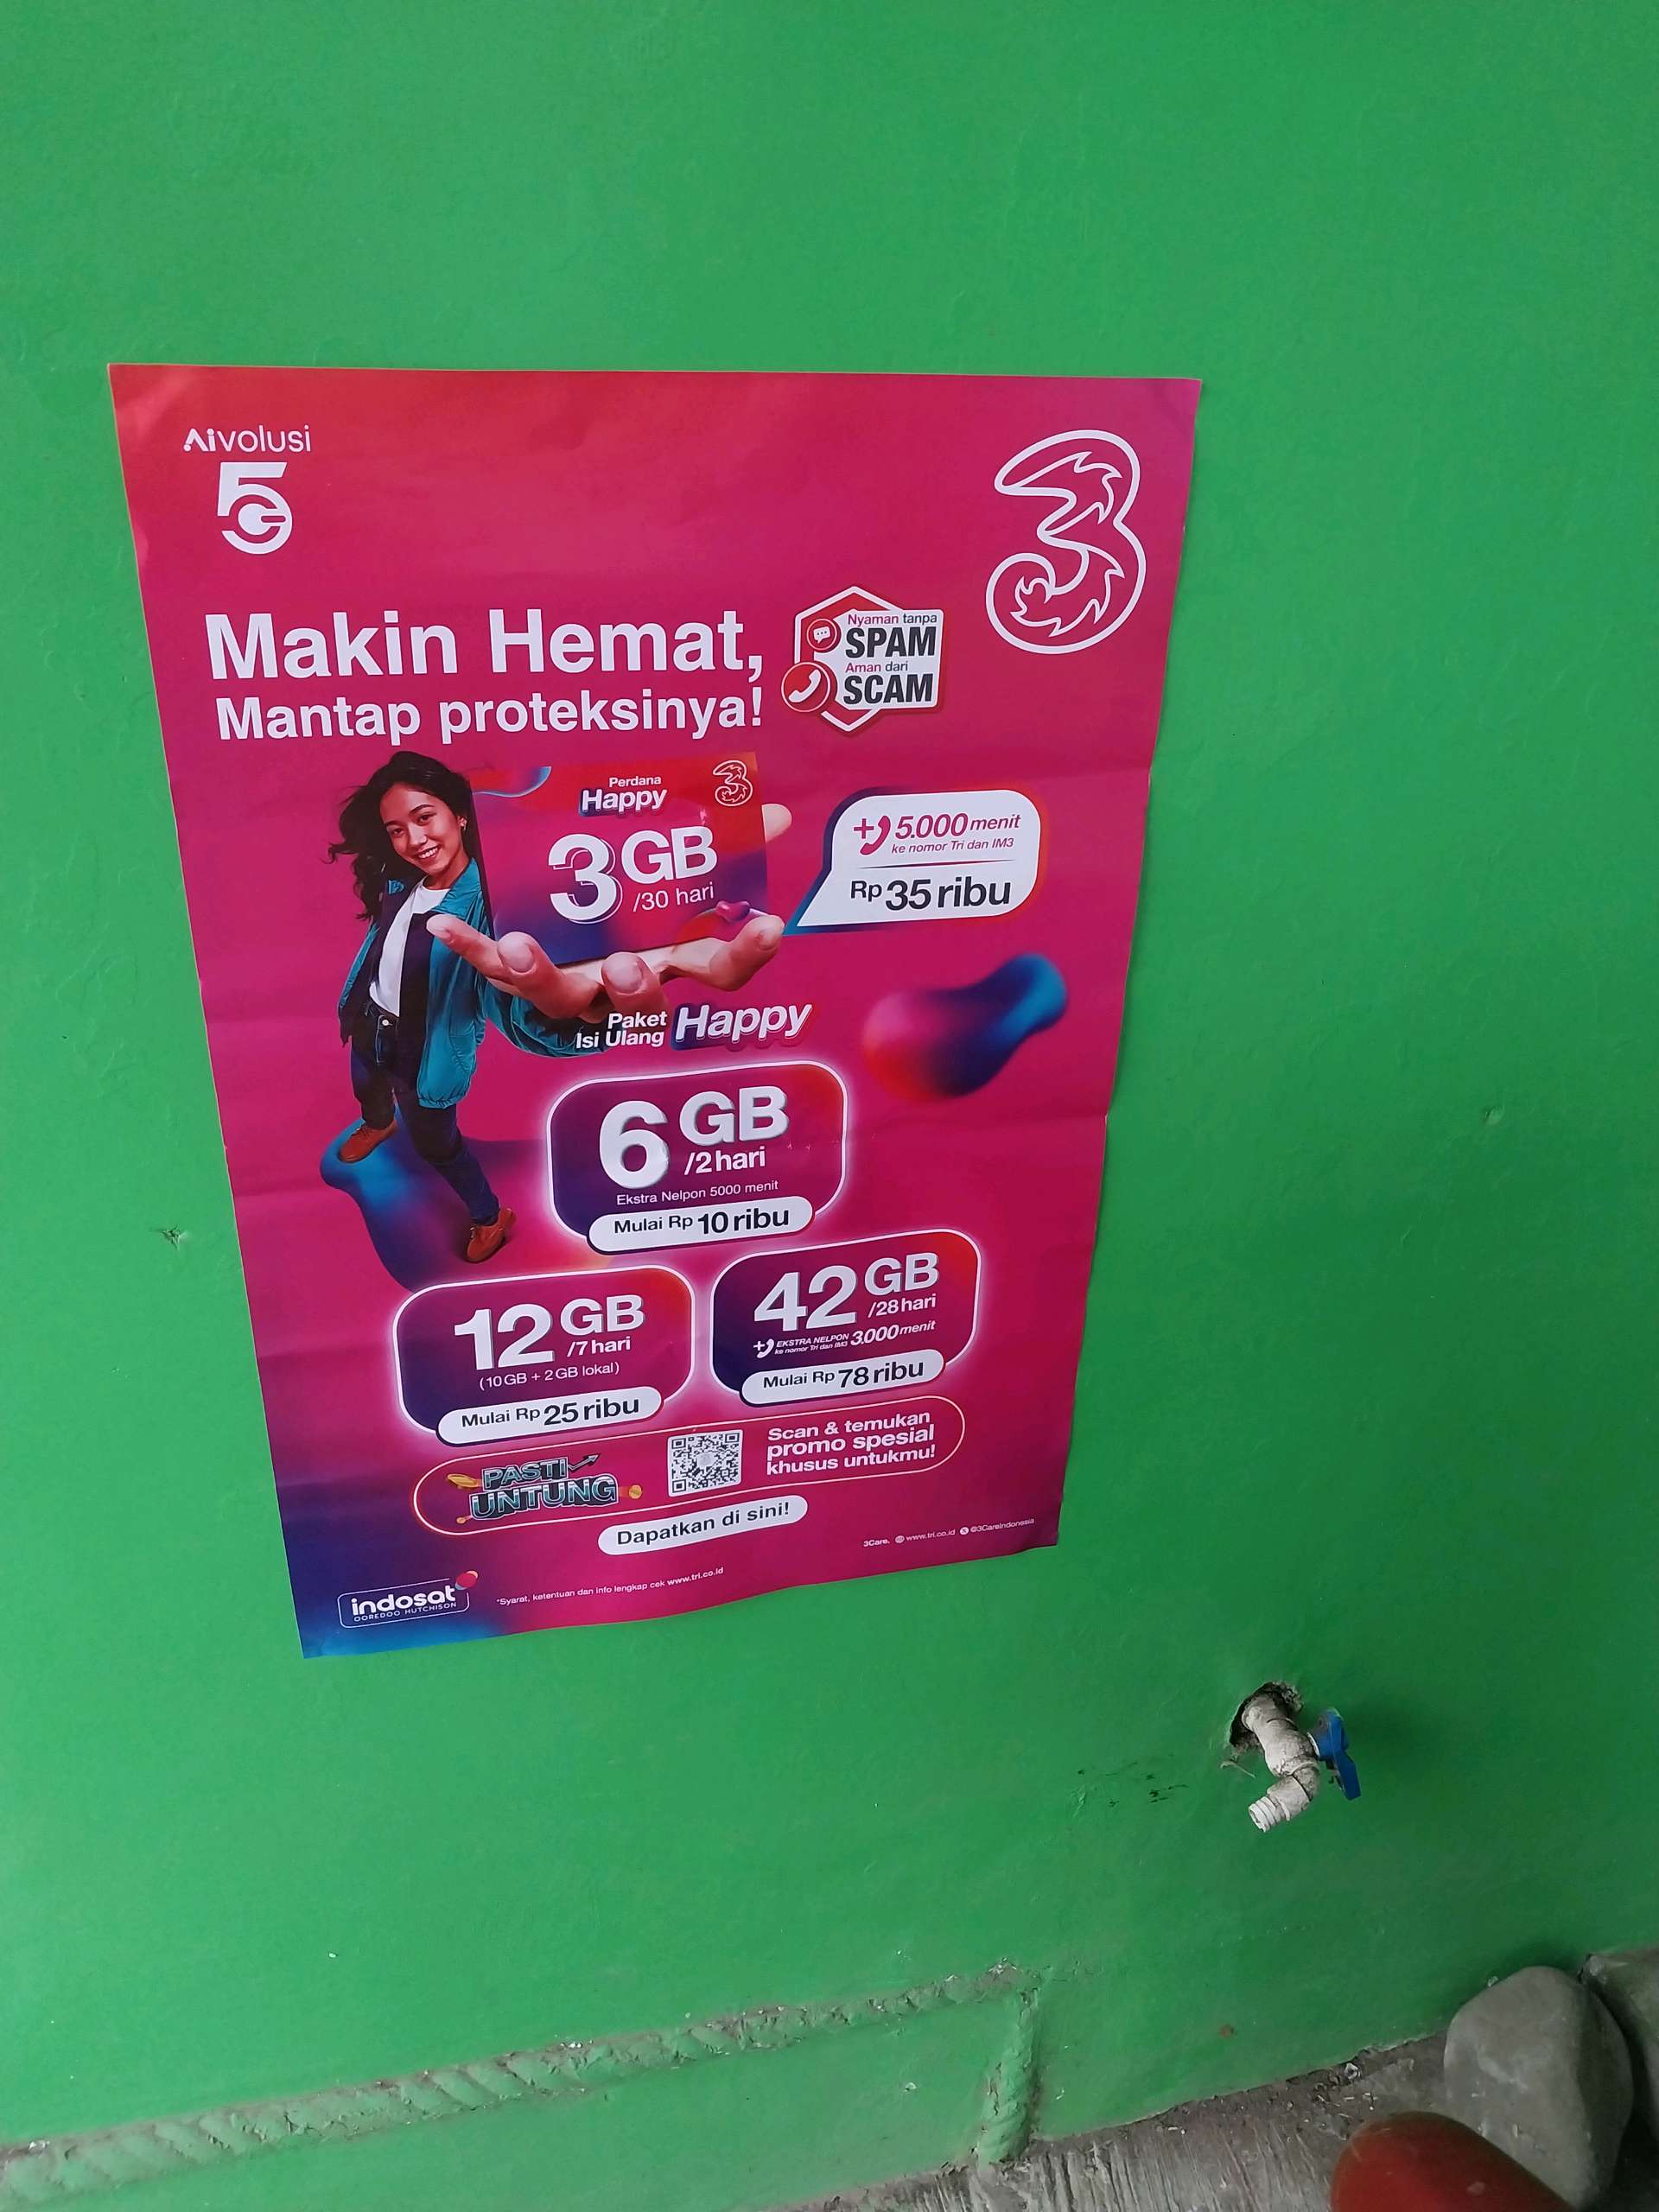 Aivolusi
5G
3
Makin Hemat,
Mantap proteksinya!
Nyaman tanpa
SPAM
Aman dari
SCAM
Perdana
Happy
3
3GB
/30 hari
+ 5.000 menit
ke nomor Tri dan IM3
Rp 35 ribu
Paket
Isi Ulang
Happy
6 GB
/2 hari
Ekstra Nelpon 5000 menit
Mulai Rp 10 ribu
12 GB
/7 hari
(10GB + 2GB lokal)
Mulai Rp 25 ribu
42 GB
/28 hari
+ EKSTRA NELPON 3.000 menit
ke nomor Tri dan IM3
Mulai Rp 78 ribu
PASTI
UNTUNG
Scan & temukan
promo spesial
khusus untukmu!
Dapatkan di sini!
3Care. www.tri.co.id @3CareIndonesia
indosat
OOREDOO HUTCHISON
*Syarat, ketentuan dan info lengkap cek www.tri.co.id